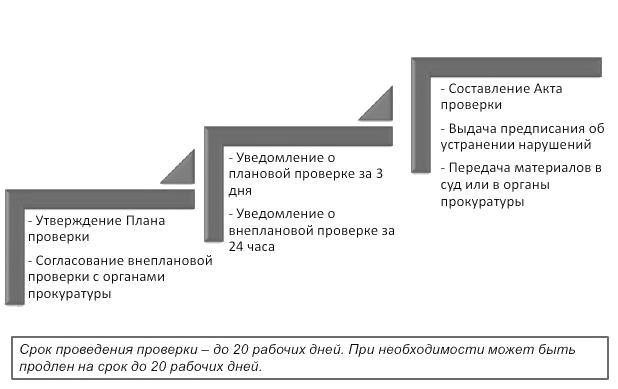 - Утверждение Плана
проверки
- Согласование внеплановой
проверки с органами
прокуратуры
- Уведомление о
плановой проверке за 3
дня
- Уведомление о
внеплановой проверке за
24 часа
- Составление Акта
проверки
- Выдача предписания об
устранении нарушений
- Передача материалов в
суд или в органы
прокуратуры
Срок проведения проверки – до 20 рабочих дней. При необходимости может быть
продлен на срок до 20 рабочих дней.